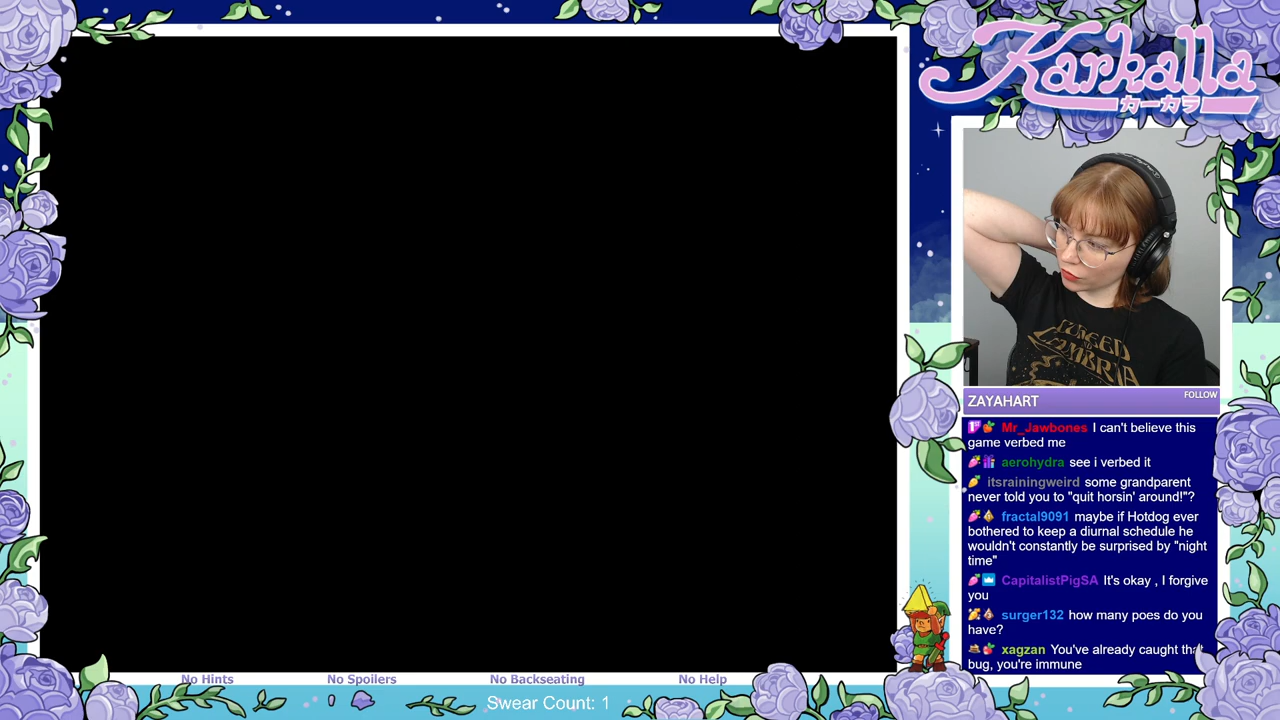 Karkalla
カーカラ
CURSED
ZAYAHART
FOLLOW
Mr_Jawbones I can't believe this
game verbed me
aerohydra see i verbed it
itsrainingweird some grandparent
never told you to "quit horsin' around!"?
fractal9091 maybe if Hotdog ever
bothered to keep a diurnal schedule he
wouldn't constantly be surprised by "night
time"
CapitalistPigSA It's okay , I forgive
you
surger132 how many poes do you
have?
xagzan You've already caught that
bug, you're immune
No Hints
No Spoilers
No Backseating
No Help
Swear Count: 1